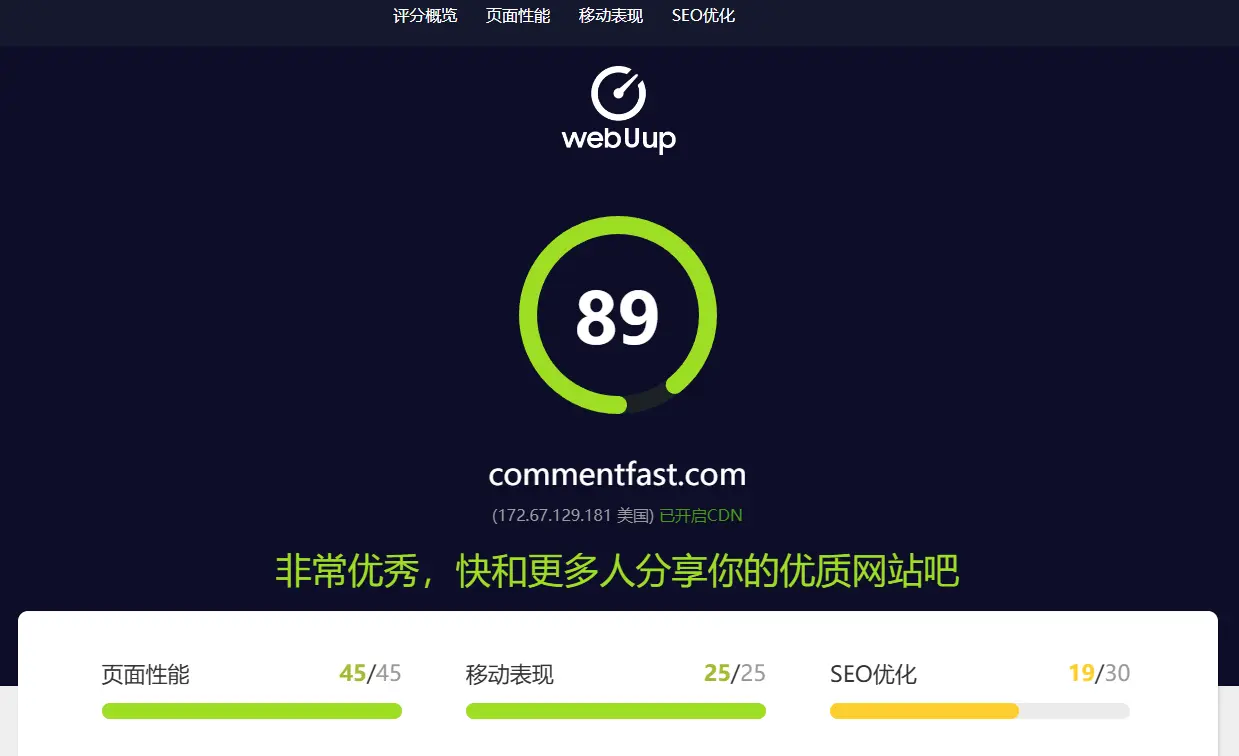 评分概览 页面性能 移动表现 SEO优化
webUup
89
commentfast.com
(172.67.129.181 美国) 已开启CDN
非常优秀，快和更多人分享你的优质网站吧
页面性能 45/45 移动表现 25/25 SEO优化 19/30